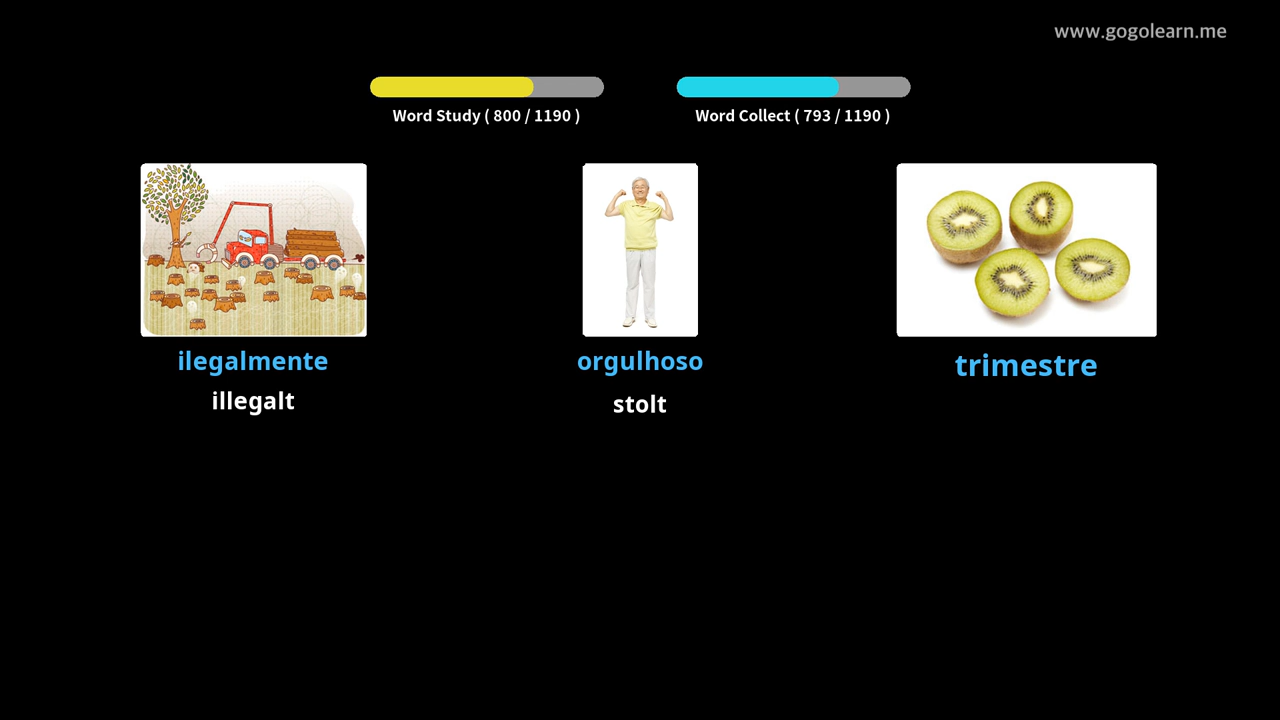 www.gogolearn.me
Word Study ( 800 / 1190 )
Word Collect ( 793 / 1190 )
ilegalmente
illegalt
orgulhoso
stolt
trimestre